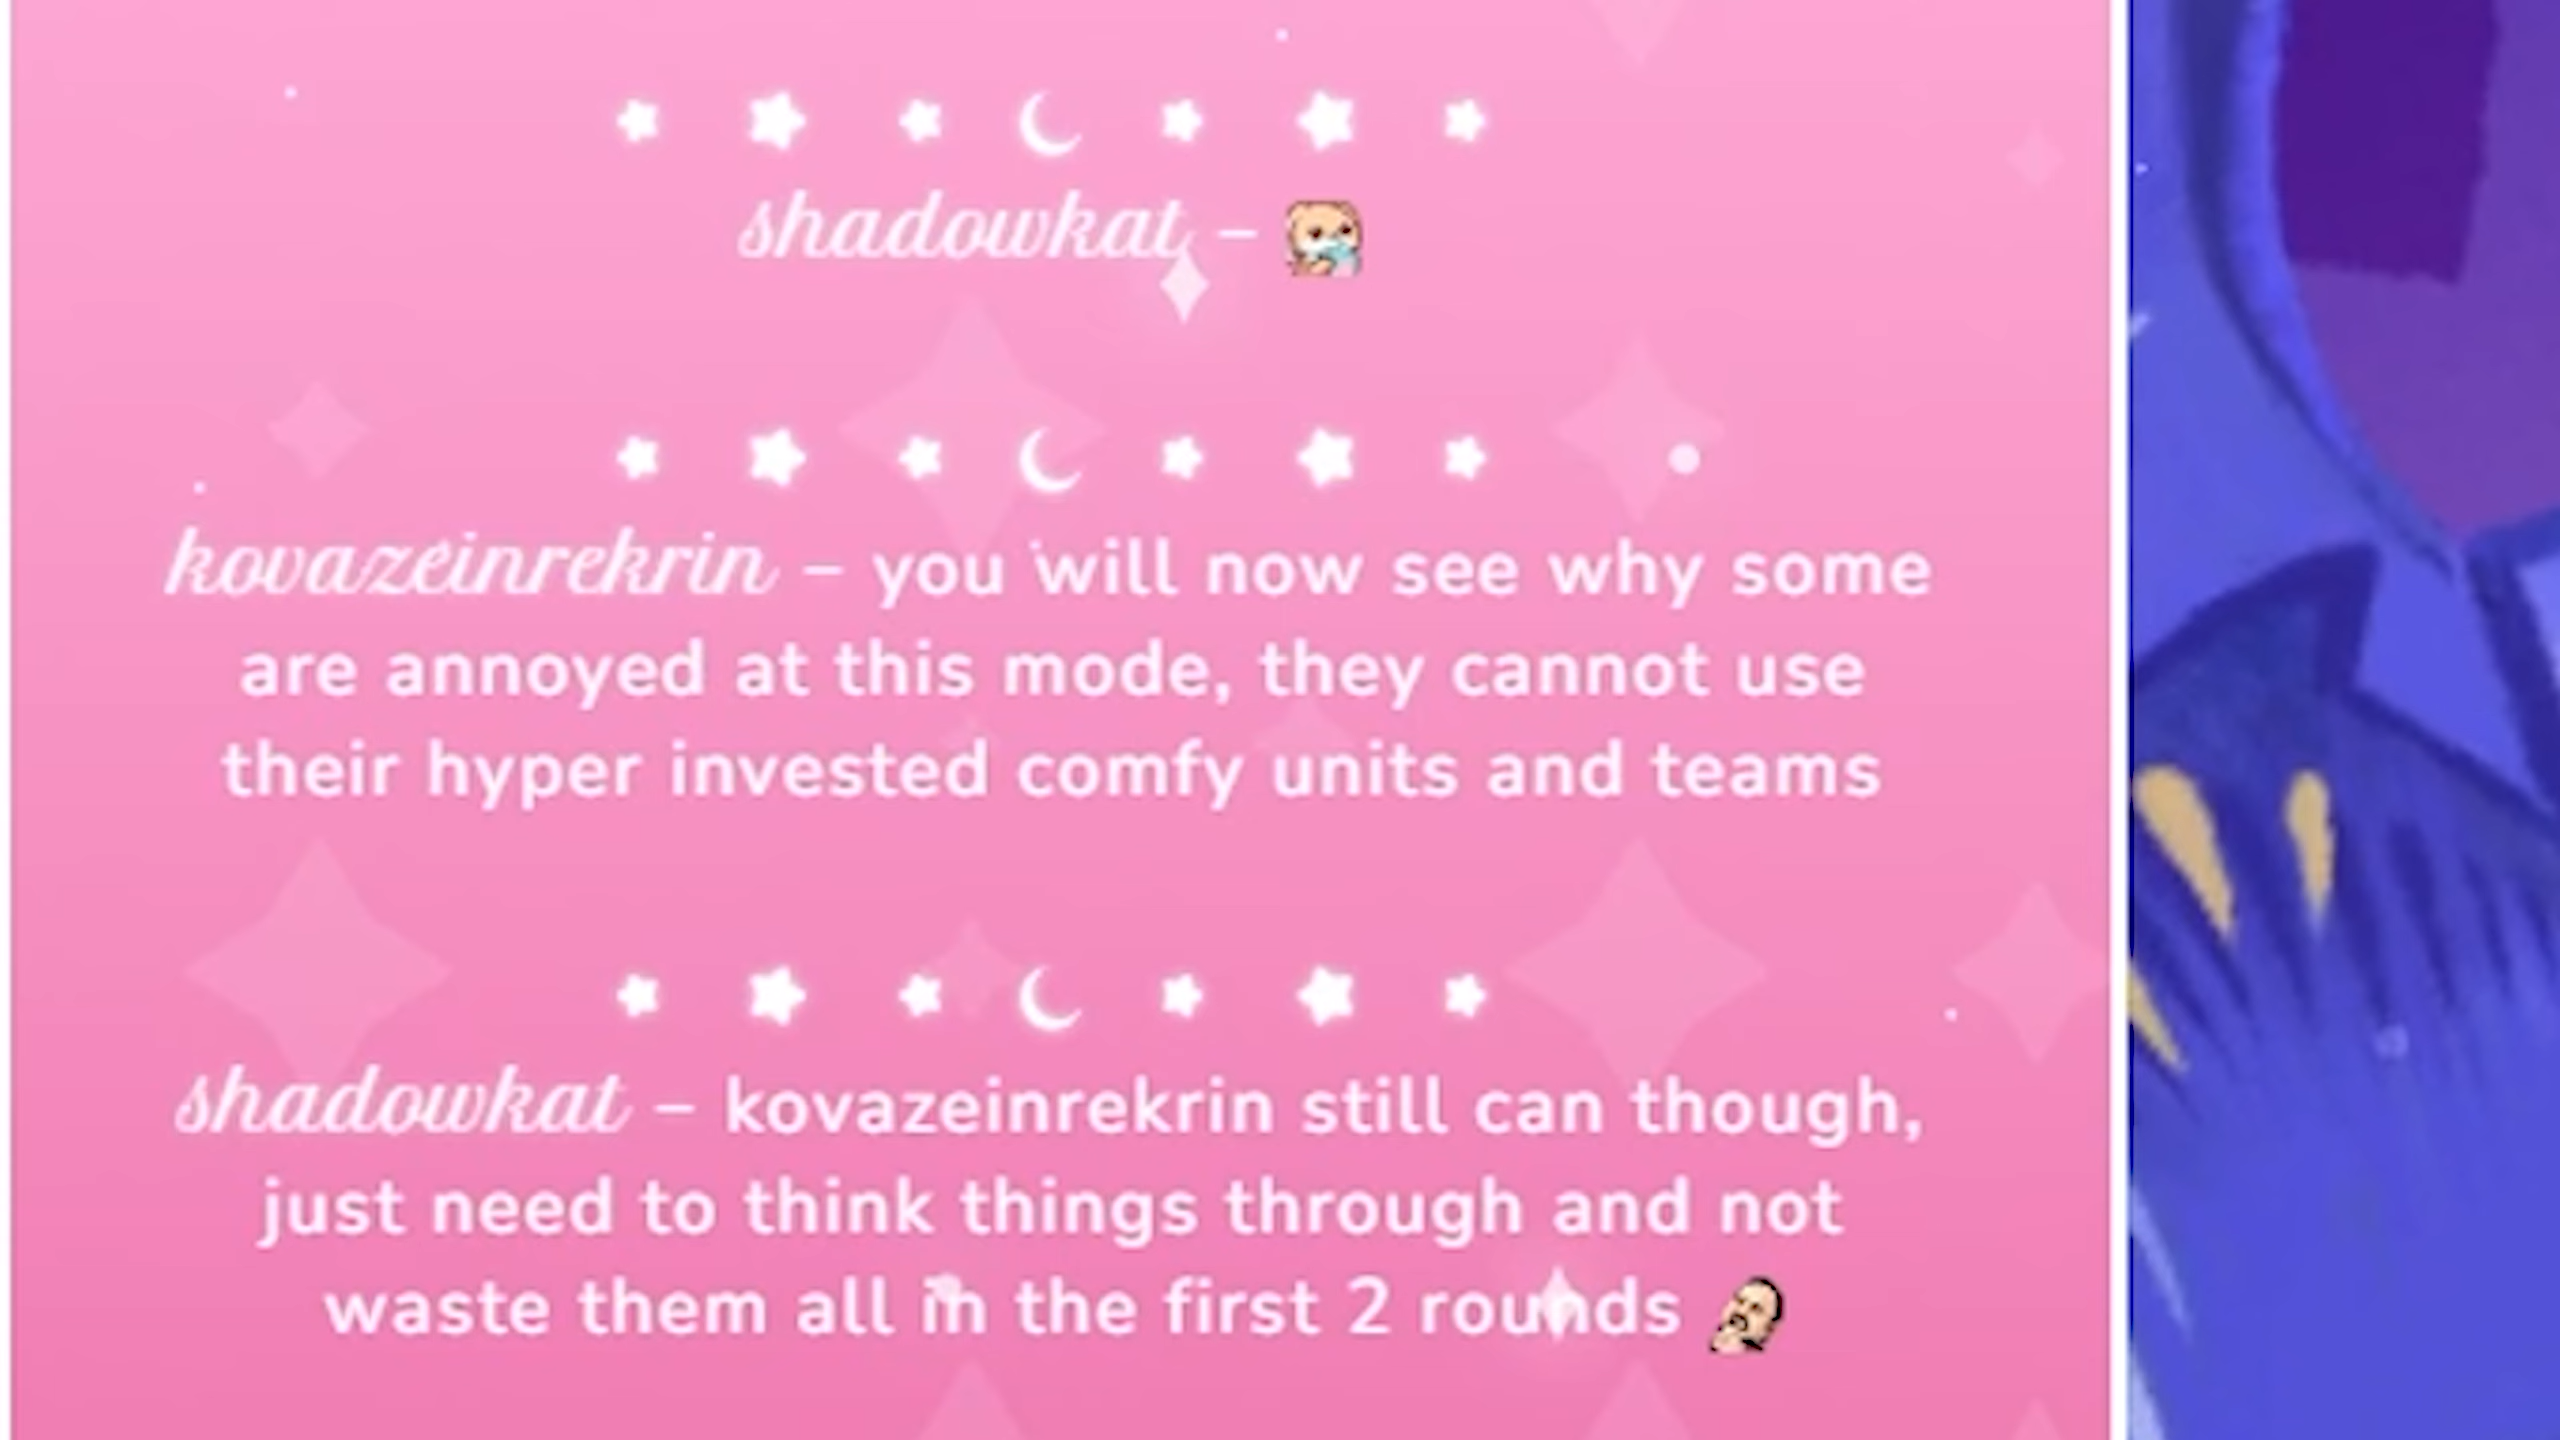 shadowkat –
kovazeinrekrin – you will now see why some
are annoyed at this mode, they cannot use
their hyper invested comfy units and teams
shadowkat – kovazeinrekrin still can though,
just need to think things through and not
waste them all in the first 2 rounds